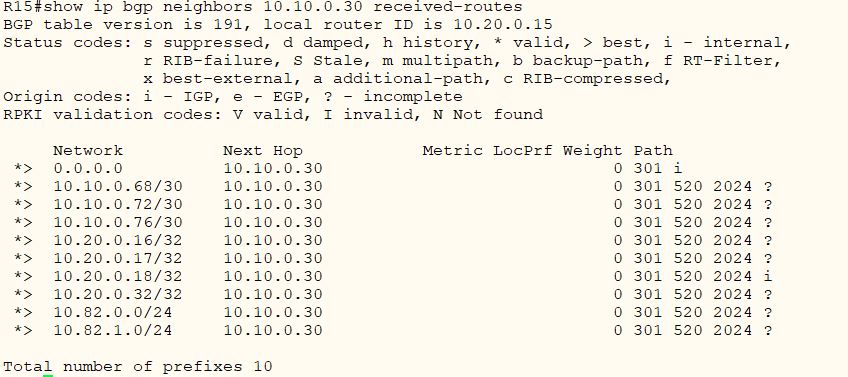 R15#show ip bgp neighbors 10.10.0.30 received-routes
BGP table version is 191, local router ID is 10.20.0.15
Status codes: s suppressed, d damped, h history, * valid, > best, i - internal,
              r RIB-failure, S Stale, m multipath, b backup-path, f RT-Filter,
              x best-external, a additional-path, c RIB-compressed,
Origin codes: i - IGP, e - EGP, ? - incomplete
RPKI validation codes: V valid, I invalid, N Not found

     Network          Next Hop            Metric LocPrf Weight Path
 *>  0.0.0.0          10.10.0.30                             0 301 i
 *>  10.10.0.68/30    10.10.0.30                             0 301 520 2024 ?
 *>  10.10.0.72/30    10.10.0.30                             0 301 520 2024 ?
 *>  10.10.0.76/30    10.10.0.30                             0 301 520 2024 ?
 *>  10.20.0.16/32    10.10.0.30                             0 301 520 2024 ?
 *>  10.20.0.17/32    10.10.0.30                             0 301 520 2024 ?
 *>  10.20.0.18/32    10.10.0.30                             0 301 520 2024 i
 *>  10.20.0.32/32    10.10.0.30                             0 301 520 2024 ?
 *>  10.82.0.0/24     10.10.0.30                             0 301 520 2024 ?
 *>  10.82.1.0/24     10.10.0.30                             0 301 520 2024 ?

Total number of prefixes 10